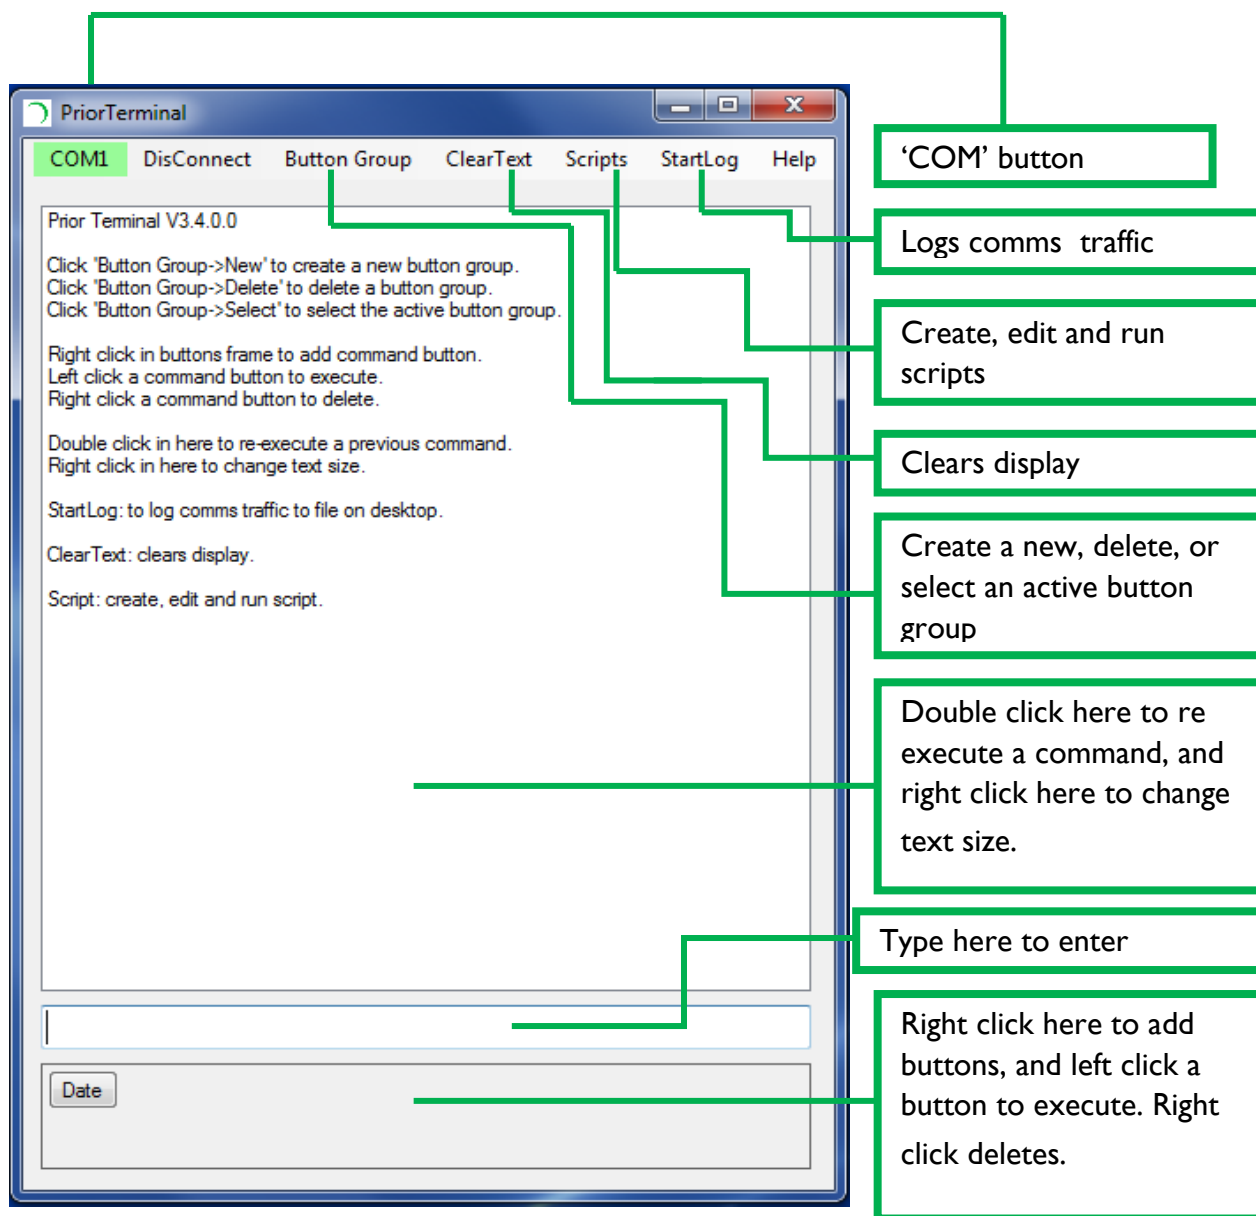 PriorTerminal
COM1 DisConnect Button Group ClearText Scripts StartLog Help
Prior Terminal V3.4.0.0
Click 'Button Group->New' to create a new button group.
Click 'Button Group->Delete' to delete a button group.
Click 'Button Group->Select' to select the active button group.
Right click in buttons frame to add command button.
Left click a command button to execute.
Right click a command button to delete.
Double click in here to re-execute a previous command.
Right click in here to change text size.
StartLog: to log comms traffic to file on desktop.
ClearText: clears display.
Script: create, edit and run script.
Date
‘COM’ button
Logs comms traffic
Create, edit and run
scripts
Clears display
Create a new, delete, or
select an active button
group
Double click here to re
execute a command, and
right click here to change
text size.
Type here to enter
Right click here to add
buttons, and left click a
button to execute. Right
click deletes.